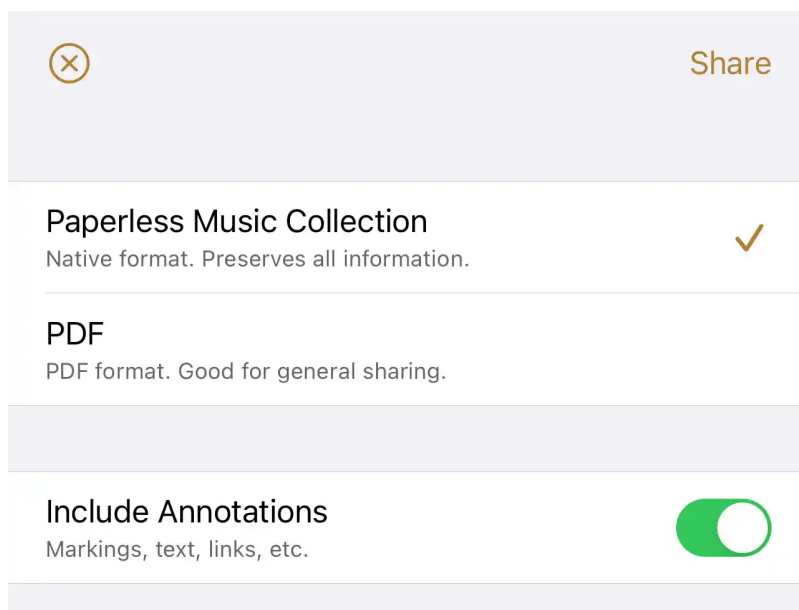 Share
Paperless Music Collection
Native format. Preserves all information.
PDF
PDF format. Good for general sharing.
Include Annotations
Markings, text, links, etc.